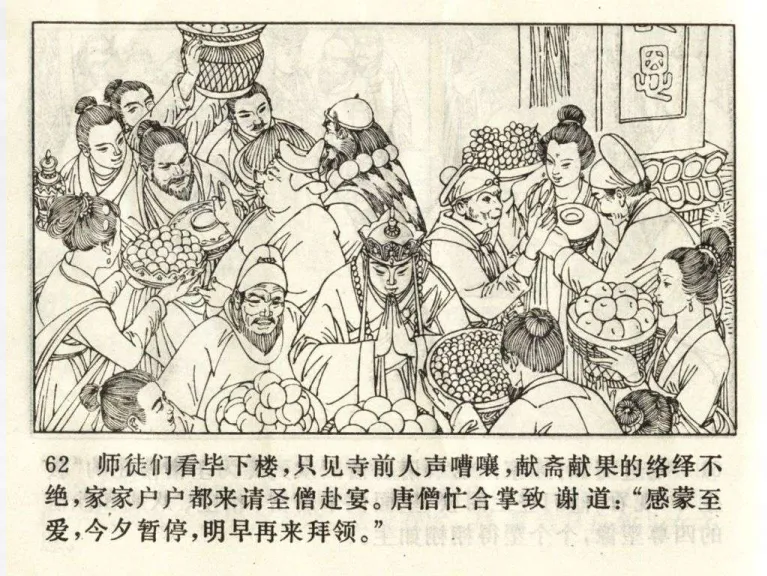 62 师徒们看毕下楼，只见寺前人声嘈嚷，献斋献果的络绎不
绝，家家户户都来请圣僧赴宴。唐僧忙合掌致谢道：“感蒙至
爱，今夕暂停，明早再来拜领。”